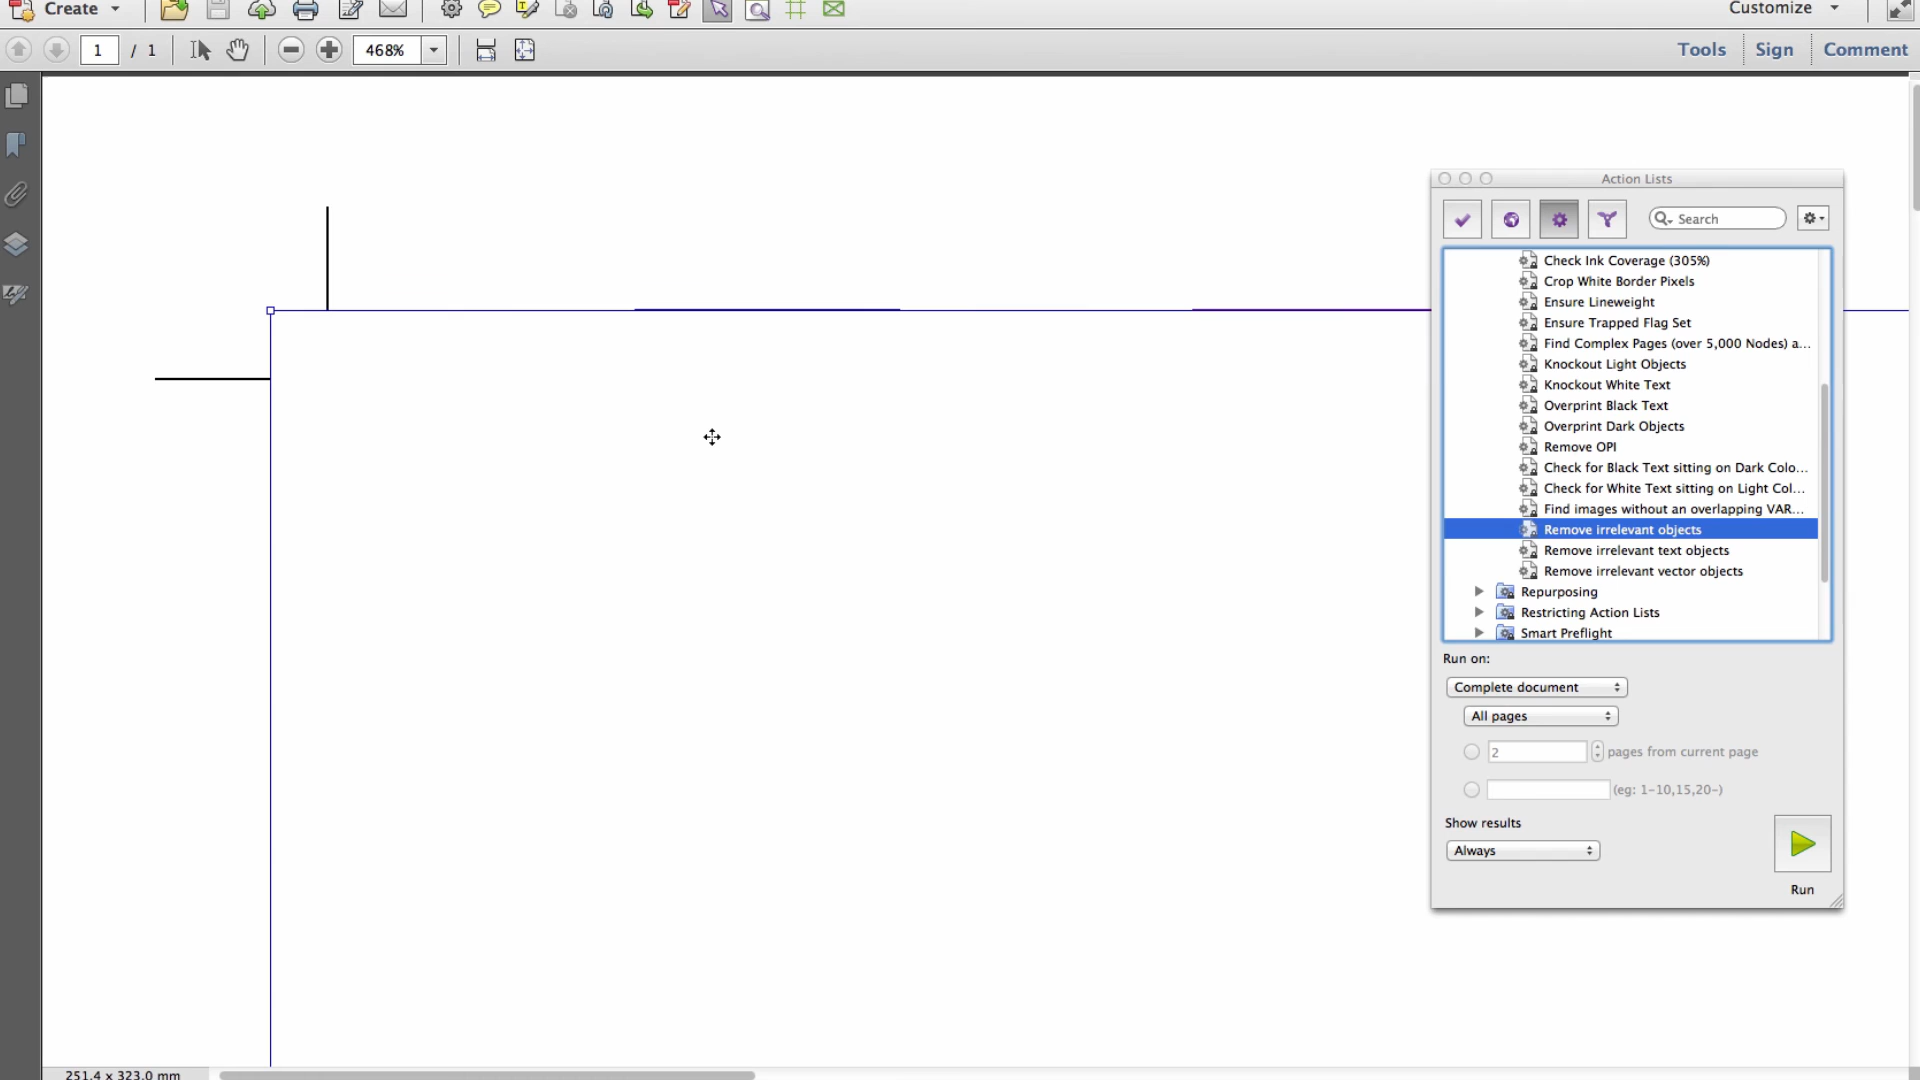 Create
Customize
1 / 1
468%
Tools
Sign
Comment
Action Lists
Search
Check Ink Coverage (305%)
Crop White Border Pixels
Ensure Lineweight
Ensure Trapped Flag Set
Find Complex Pages (over 5,000 Nodes) a...
Knockout Light Objects
Knockout White Text
Overprint Black Text
Overprint Dark Objects
Remove OPI
Check for Black Text sitting on Dark Colo...
Check for White Text sitting on Light Col...
Find images without an overlapping VAR...
Remove irrelevant objects
Remove irrelevant text objects
Remove irrelevant vector objects
Repurposing
Restricting Action Lists
Smart Preflight
Run on:
Complete document
All pages
2 pages from current page
(eg: 1-10,15,20-)
Show results
Always
Run
251.4 x 323.0 mm